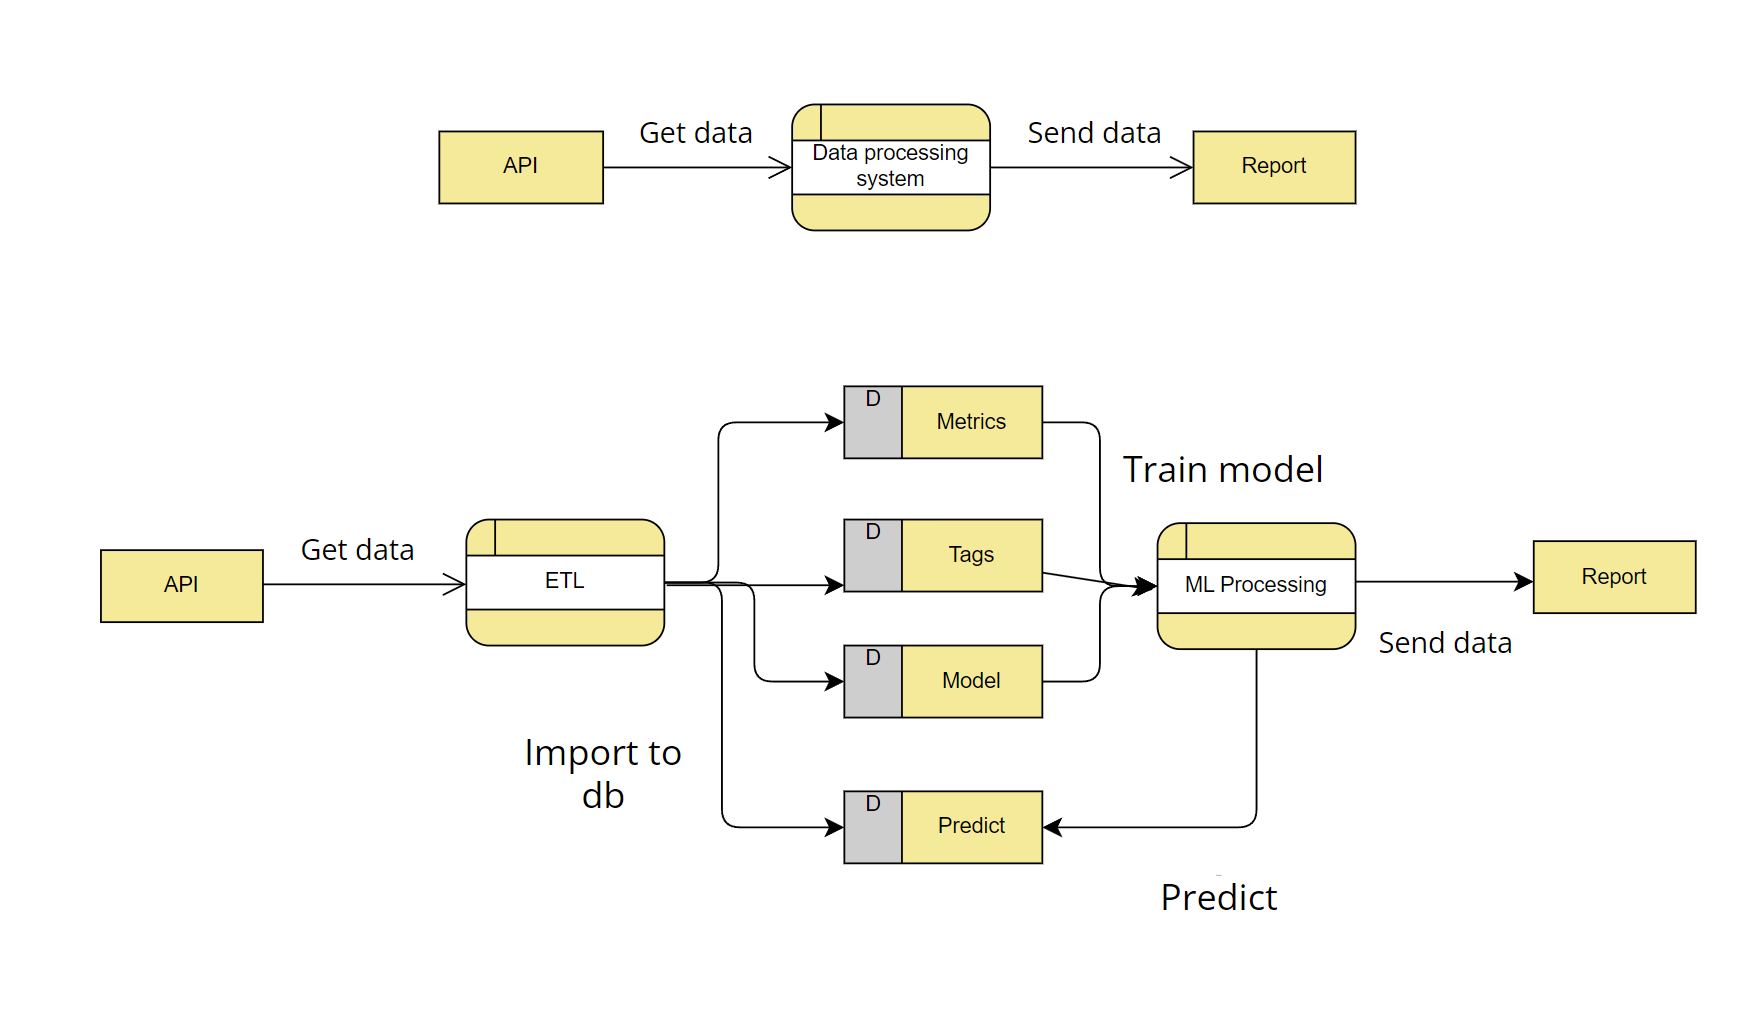 API
Get data
Data processing
system
Send data
Report
D
Metrics
Train model
D
Tags
API
Get data
ETL
ML Processing
Report
Send data
D
Model
Import to
db
D
Predict
Predict